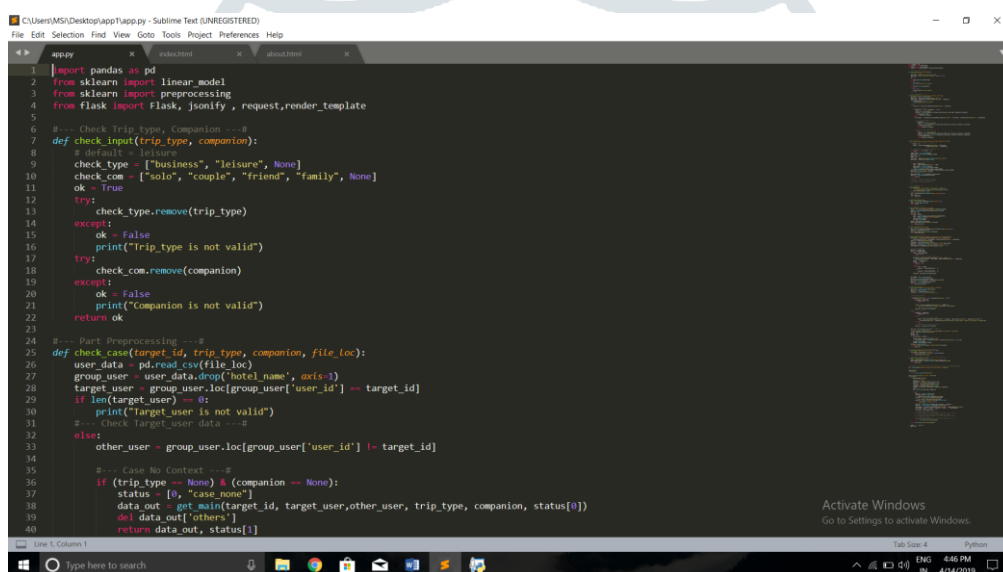 C:\Users\MSI\Desktop\app1\app.py - Sublime Text (UNREGISTERED)
File Edit Selection Find View Goto Tools Project Preferences Help
app.py × index.html × about.html ×
1 import pandas as pd
2 from sklearn import linear_model
3 from sklearn import preprocessing
4 from flask import Flask, jsonify , request,render_template
5
6 #--- Check Trip_type, Companion ---#
7 def check_input(trip_type, companion):
8     # default = leisure
9     check_type = ["business", "leisure", None]
10     check_com = ["solo", "couple", "friend", "family", None]
11     ok = True
12     try:
13         check_type.remove(trip_type)
14     except:
15         ok = False
16         print("Trip_type is not valid")
17     try:
18         check_com.remove(companion)
19     except:
20         ok = False
21         print("Companion is not valid")
22     return ok
23
24 #--- Part Preprocessing ---#
25 def check_case(target_id, trip_type, companion, file_loc):
26     user_data = pd.read_csv(file_loc)
27     group_user = user_data.drop('hotel_name', axis=1)
28     target_user = group_user.loc[group_user['user_id'] == target_id]
29     if len(target_user) == 0:
30         print("Target_user is not valid")
31     #--- Check Target_user data ---#
32     else:
33         other_user = group_user.loc[group_user['user_id'] != target_id]
34
35         #--- Case No Context ---#
36         if (trip_type == None) & (companion == None):
37             status = [0, "case_none"]
38             data_out = get_main(target_id, target_user,other_user, trip_type, companion, status[0])
39             del data_out['others']
40             return data_out, status[1]
Activate Windows
Go to Settings to activate Windows.
Line 1, Column 1 Tab Size: 4 Python
Type here to search ENG 4:46 PM
IN 4/14/2019